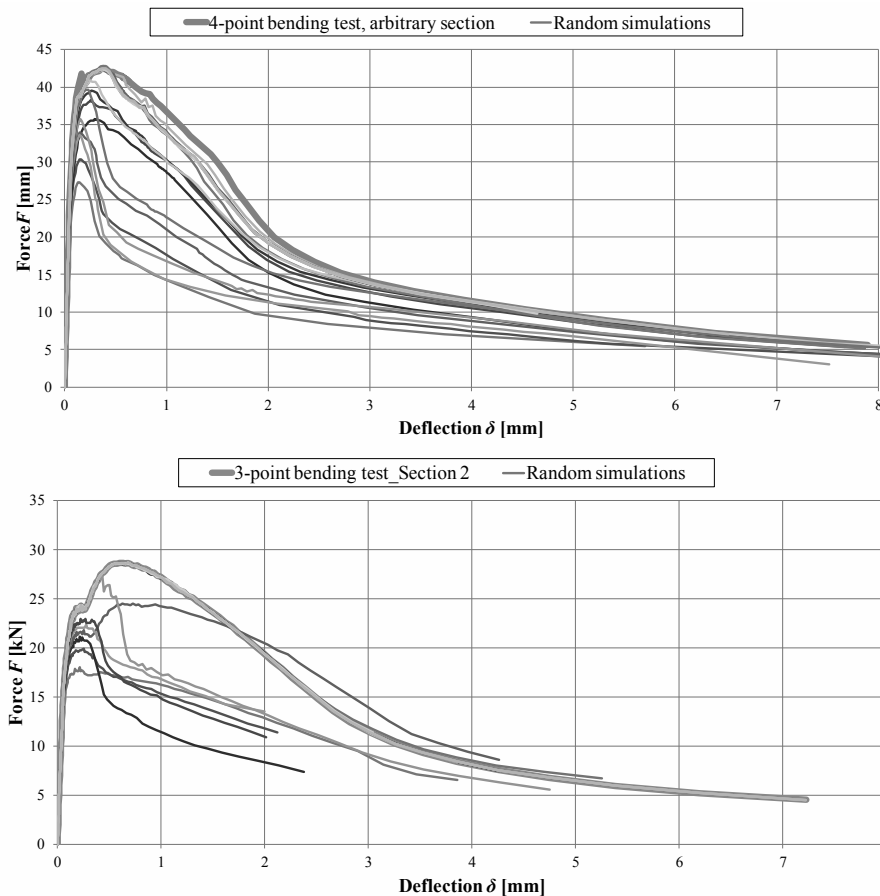 4-point bending test, arbitrary section Random simulations
45
40
35
30
25
20
15
10
5
0
Force F [mm]
0 1 2 3 4 5 6 7 8
Deflection δ [mm]
3-point bending test_Section 2 Random simulations
35
30
25
20
15
10
5
0
Force F [kN]
0 1 2 3 4 5 6 7
Deflection δ [mm]